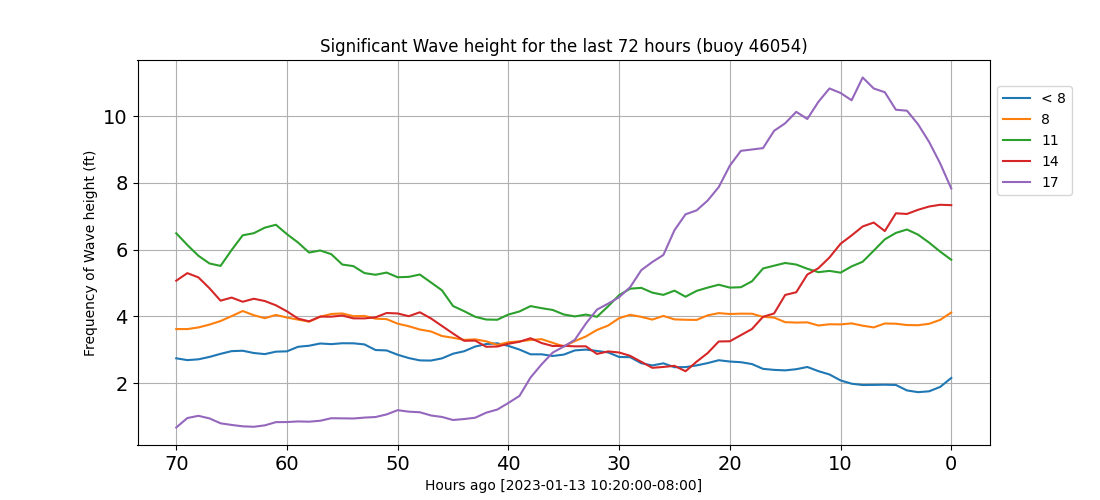 Significant Wave height for the last 72 hours (buoy 46054)
Frequency of Wave height (ft)
10
8
6
4
2
70 60 50 40 30 20 10 0
Hours ago [2023-01-13 10:20:00-08:00]
< 8
8
11
14
17